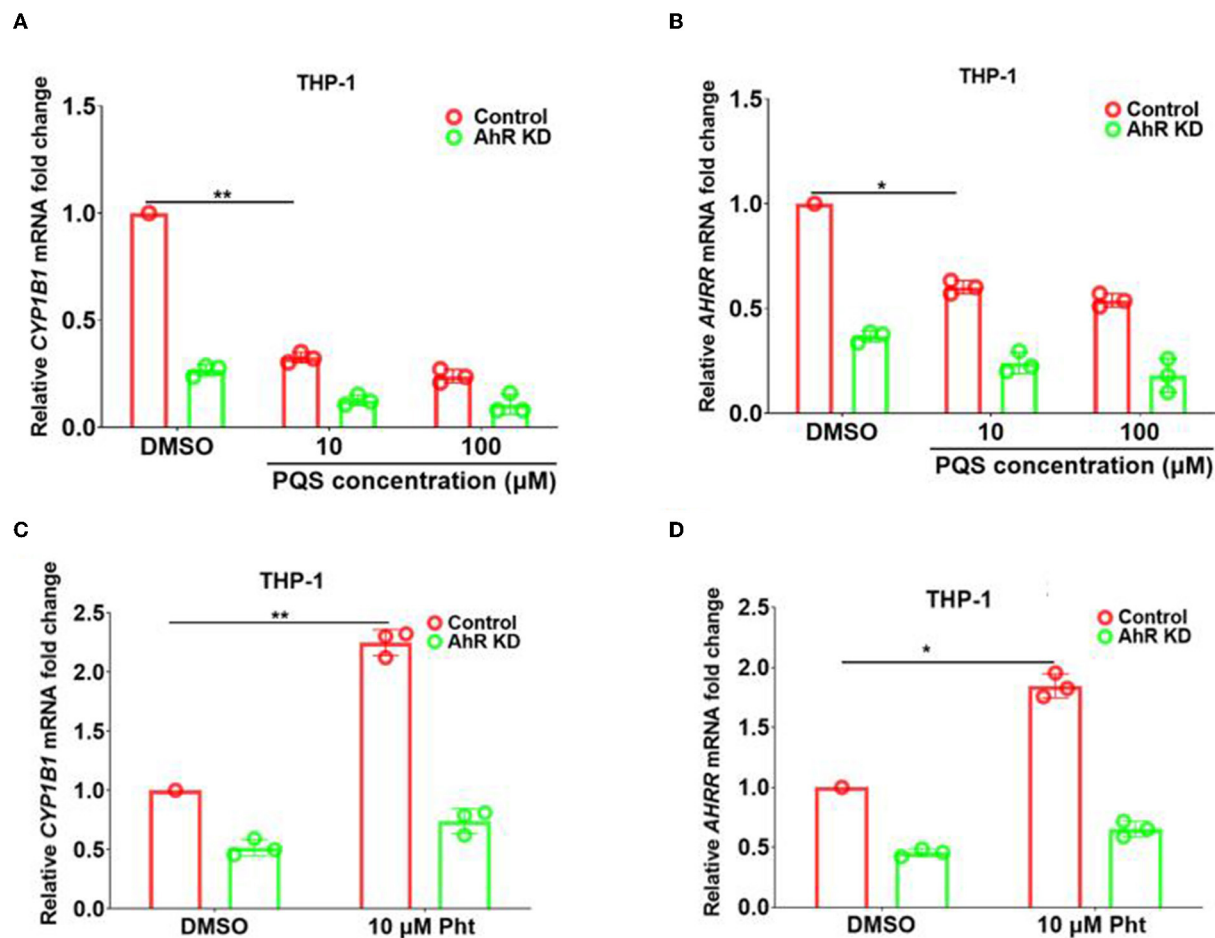 A
THP-1
Relative CYP1B1 mRNA fold change
1.5
1.0
0.5
0.0
Control
AhR KD
**
DMSO
10
100
PQS concentration (µM)
B
THP-1
Relative AHRR mRNA fold change
1.5
1.0
0.5
0.0
Control
AhR KD
*
DMSO
10
100
PQS concentration (µM)
C
THP-1
Relative CYP1B1 mRNA fold change
2.5
2.0
1.5
1.0
0.5
0.0
Control
AhR KD
**
DMSO
10 µM Pht
D
THP-1
Relative AHRR mRNA fold change
2.5
2.0
1.5
1.0
0.5
0.0
Control
AhR KD
*
DMSO
10 µM Pht